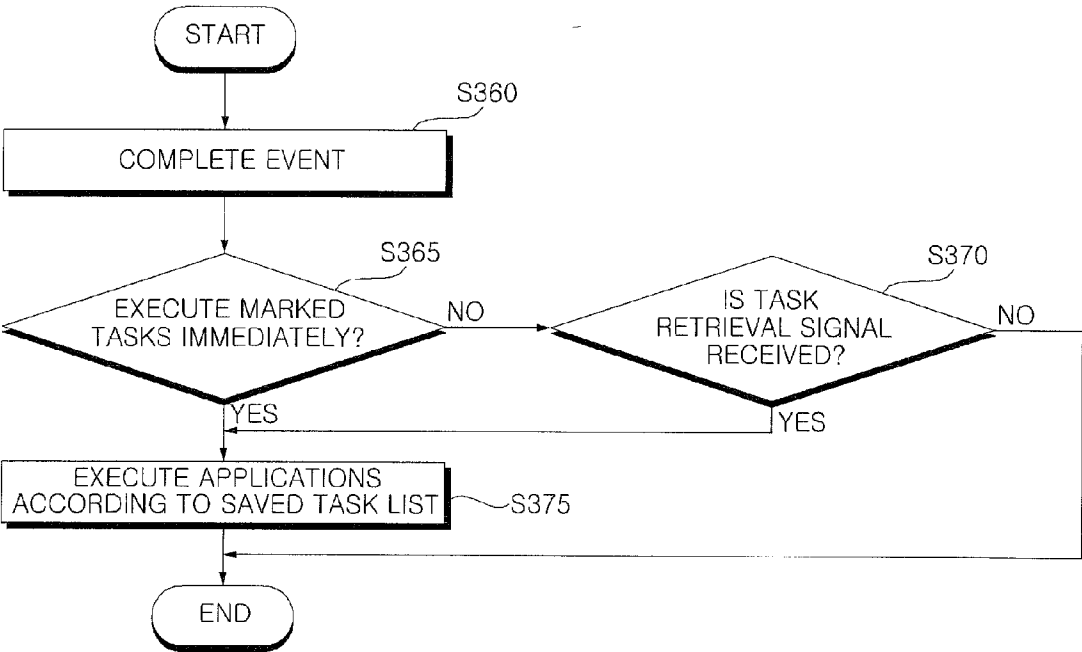 START
S360
COMPLETE EVENT
S365
EXECUTE MARKED
TASKS IMMEDIATELY?
NO
YES
S370
IS TASK
RETRIEVAL SIGNAL
RECEIVED?
NO
YES
EXECUTE APPLICATIONS
ACCORDING TO SAVED TASK LIST
S375
END